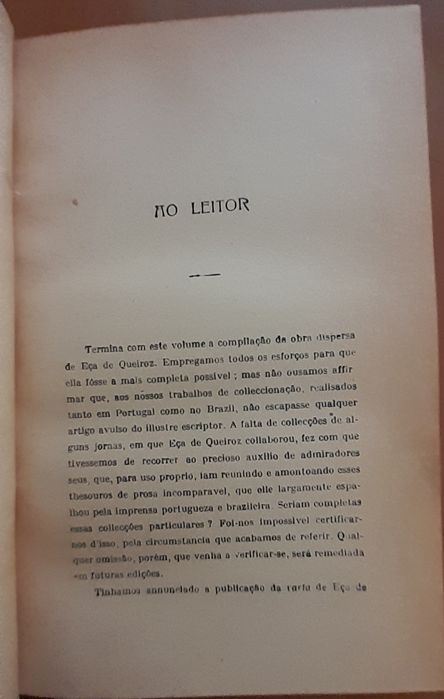 AO LEITOR
Termina com este volume a compilação da obra dispersa
de Eça de Queiroz. Empregamos todos os esforços para que
ella fôsse a mais completa possivel ; mas não ousamos affir
mar que, aos nossos trabalhos de colleccionação, realisados
tanto em Portugal como no Brazil, não escapasse qualquer
artigo avulso do illustre escriptor. A falta de collecções de al-
guns jornas, em que Eça de Queiroz collaborou, fez com que
tivessemos de recorrer ao precioso auxilio de admiradores
seus, que, para uso proprio, iam reunindo e amontoando esses
thesouros de prosa incomparavel, que elle largamente espa-
lhou pela imprensa portugueza e brazileira. Seriam completas
essas collecções particulares ? Foi-nos impossivel certificar-
nos d'isso, pela circumstancia que acabamos de referir. Qual-
quer omissão, porém, que venha a verificar-se, será remediada
em futuras edições.
Tinhamos annunciado a publicação da carta de Eça de